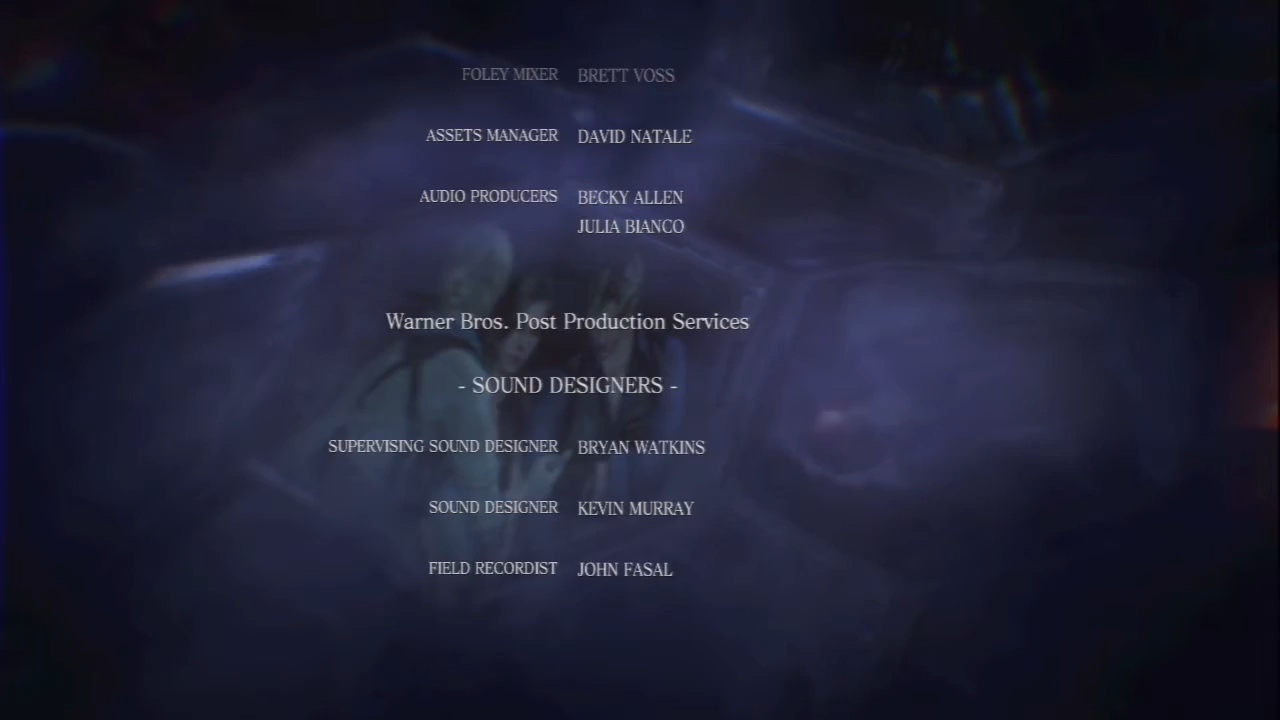 FOLEY MIXER BRETT VOSS
ASSETS MANAGER DAVID NATALE
AUDIO PRODUCERS BECKY ALLEN
JULIA BIANCO
Warner Bros. Post Production Services
- SOUND DESIGNERS -
SUPERVISING SOUND DESIGNER BRYAN WATKINS
SOUND DESIGNER KEVIN MURRAY
FIELD RECORDIST JOHN FASAL